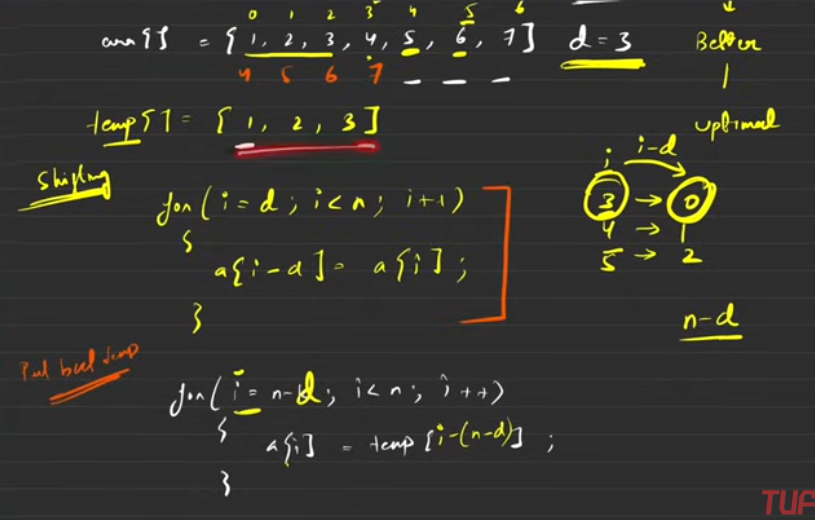 0 1 2 3 4 5 6
arr[] = {1, 2, 3, 4, 5, 6, 7} d = 3
4 5 6 7 _ _ _
temp[] = [1, 2, 3]
Shifting
for(i = d; i < n; i++)
{
a[i-d] = a[i];
}
Put back temp
for(i = n-d; i < n; i++)
{
a[i] = temp[i-(n-d)];
}
Better
|
optimal
i i-d
3 → 0
4 → 1
5 → 2
n-d
TUF